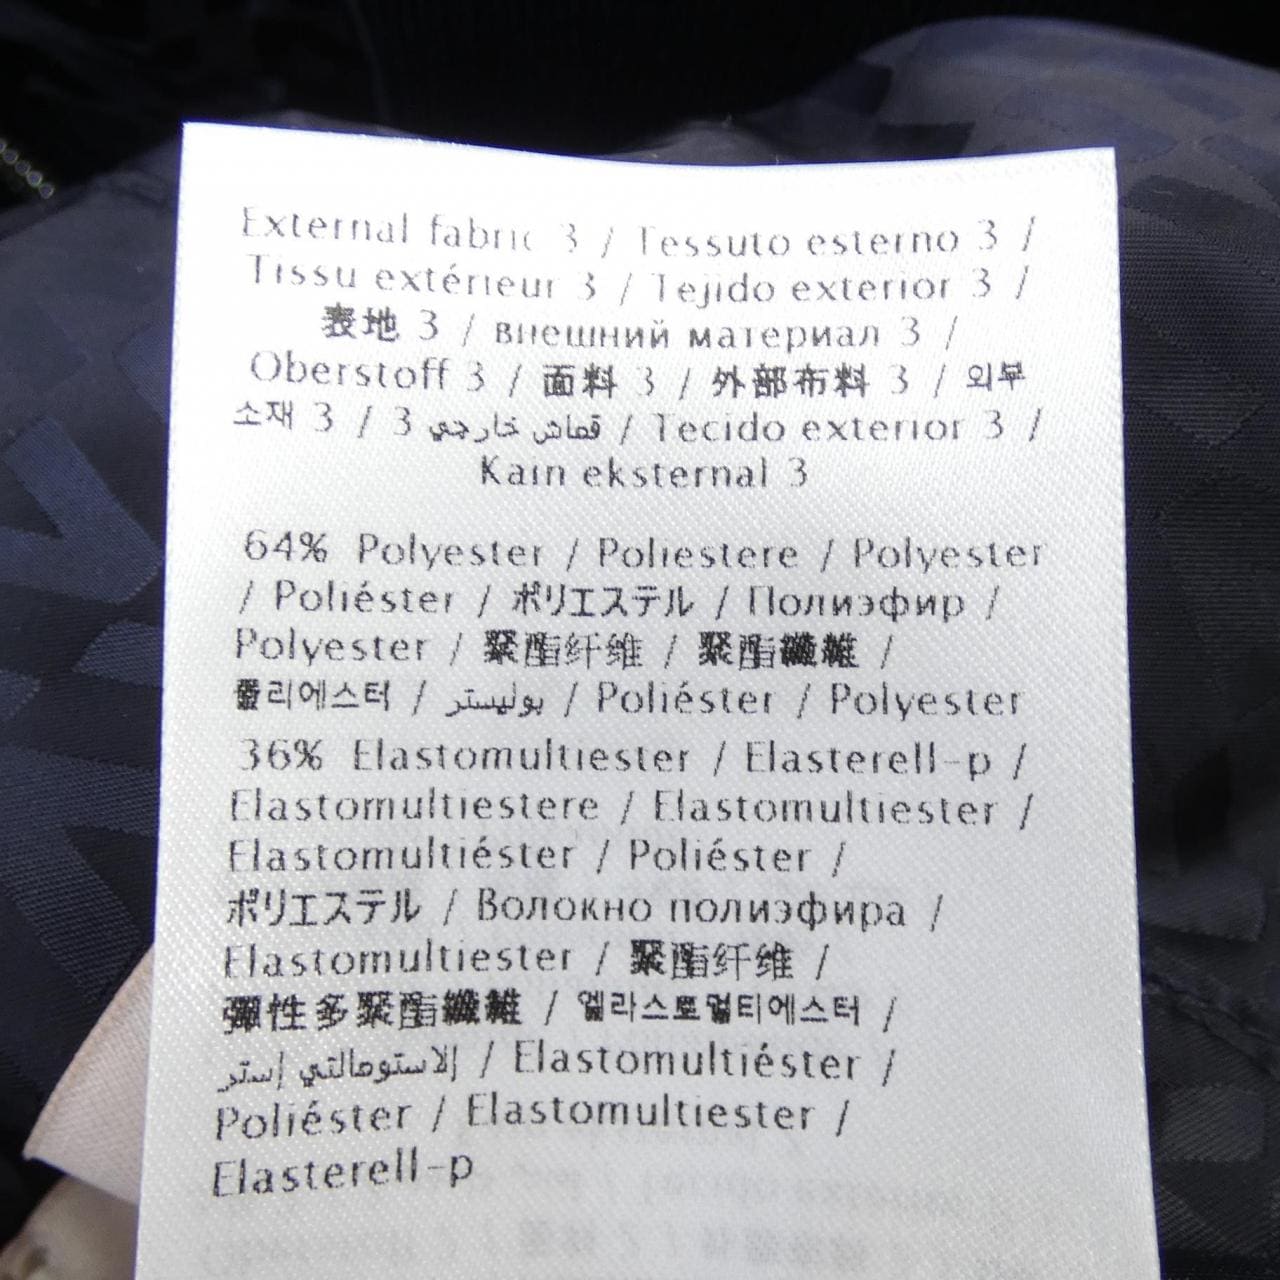 External fabric 3 / Tessuto esterno 3 /
Tissu extérieur 3 / Tejido exterior 3 /
表地 3 / внешний материал 3 /
Oberstoff 3 / 面料 3 / 外部布料 3 / 외부
소재 3 / 3 قماش خارجي / Tecido exterior 3 /
Kain eksternal 3
64% Polyester / Poliestere / Polyester
/ Poliéster / ポリエステル / Полиэфир /
Polyester / 聚酯纤维 / 聚酯纖維 /
폴리에스터 / بوليستر / Poliéster / Polyester
36% Elastomultiester / Elasterell-p /
Elastomultiestere / Elastomultiester /
Elastomultiéster / Poliéster /
ポリエステル / Волокно полиэфира /
Elastomultiester / 聚酯纤维 /
彈性多聚酯纖維 / 엘라스토멀티에스터 /
إلاستومالتي إستر / Elastomultiéster /
Poliéster / Elastomultiester /
Elasterell-p